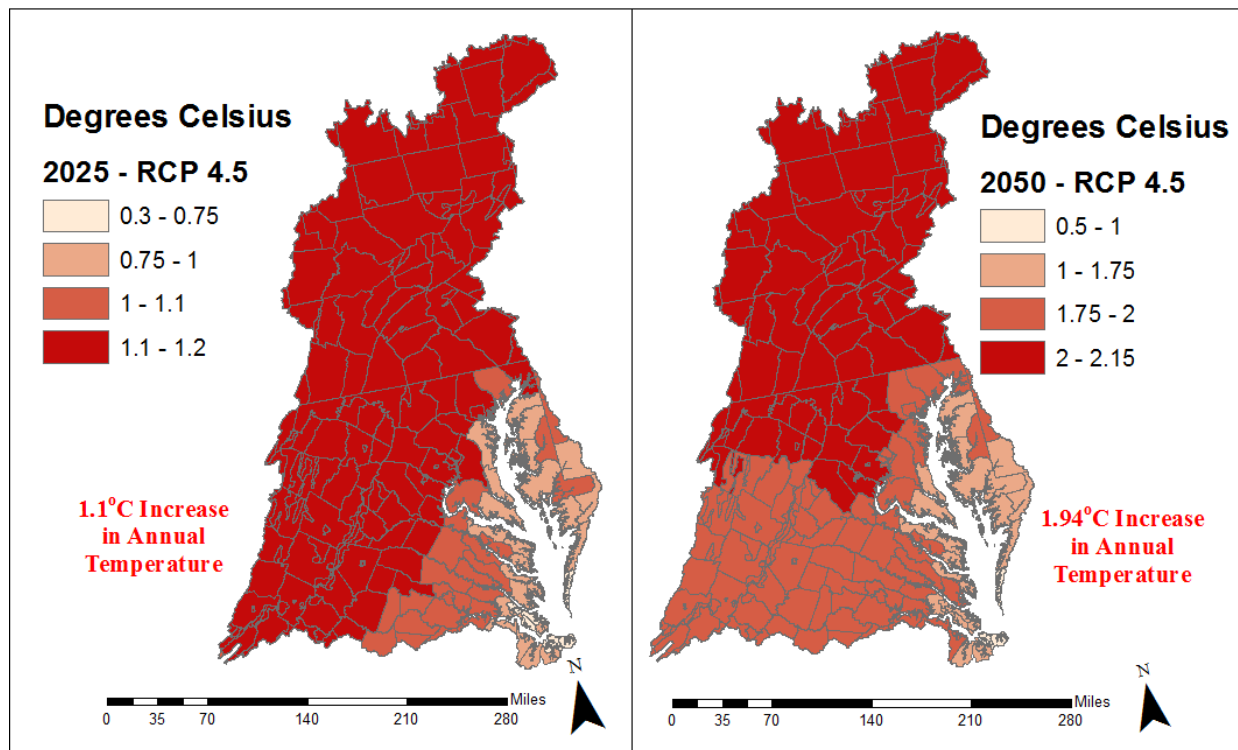 Degrees Celsius
2025 - RCP 4.5
0.3 - 0.75
0.75 - 1
1 - 1.1
1.1 - 1.2
1.1°C Increase
in Annual
Temperature
N
Miles
0 35 70 140 210 280
Degrees Celsius
2050 - RCP 4.5
0.5 - 1
1 - 1.75
1.75 - 2
2 - 2.15
1.94°C Increase
in Annual
Temperature
N
Miles
0 35 70 140 210 280